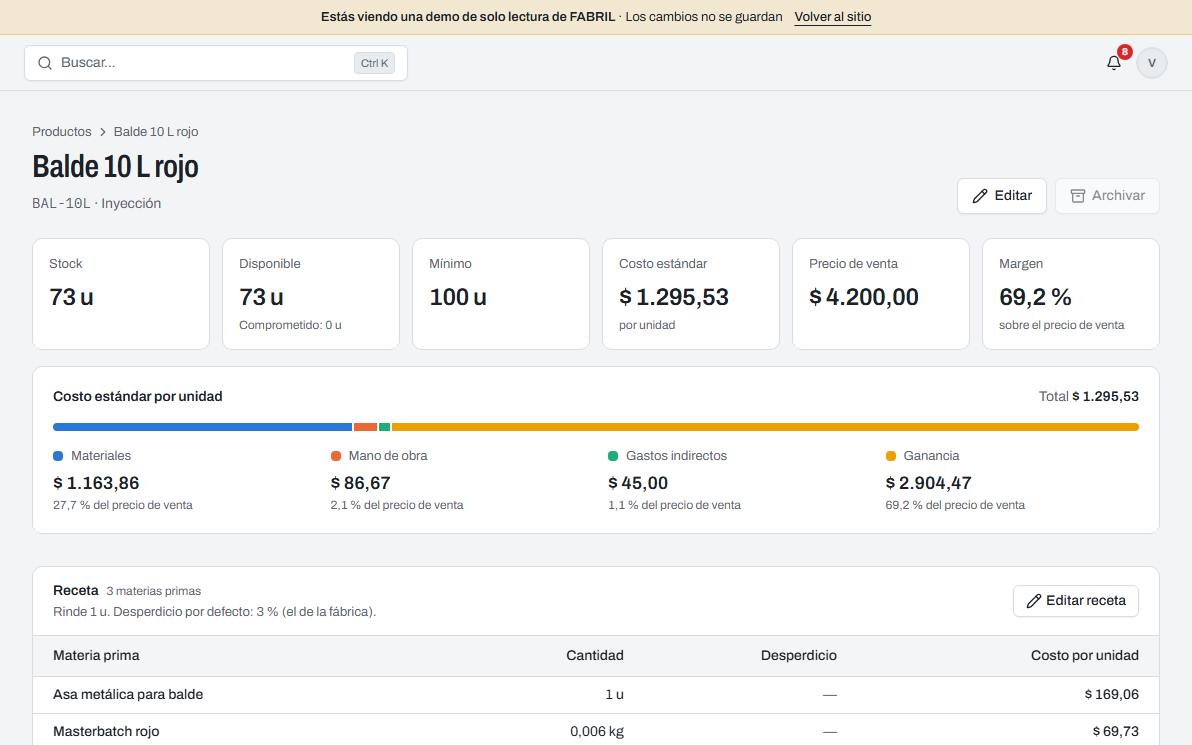 Estás viendo una demo de solo lectura de FABRIL · Los cambios no se guardan Volver al sitio
Buscar... Ctrl K
8
V
Productos > Balde 10 L rojo
Balde 10 L rojo
BAL-10L · Inyección
Editar
Archivar
Stock
73 u
Disponible
73 u
Comprometido: 0 u
Mínimo
100 u
Costo estándar
$ 1.295,53
por unidad
Precio de venta
$ 4.200,00
Margen
69,2 %
sobre el precio de venta
Costo estándar por unidad
Total $ 1.295,53
Materiales
$ 1.163,86
27,7 % del precio de venta
Mano de obra
$ 86,67
2,1 % del precio de venta
Gastos indirectos
$ 45,00
1,1 % del precio de venta
Ganancia
$ 2.904,47
69,2 % del precio de venta
Receta 3 materias primas
Rinde 1 u. Desperdicio por defecto: 3 % (el de la fábrica).
Editar receta
Materia prima Cantidad Desperdicio Costo por unidad
Asa metálica para balde 1 u — $ 169,06
Masterbatch rojo 0,006 kg — $ 69,73